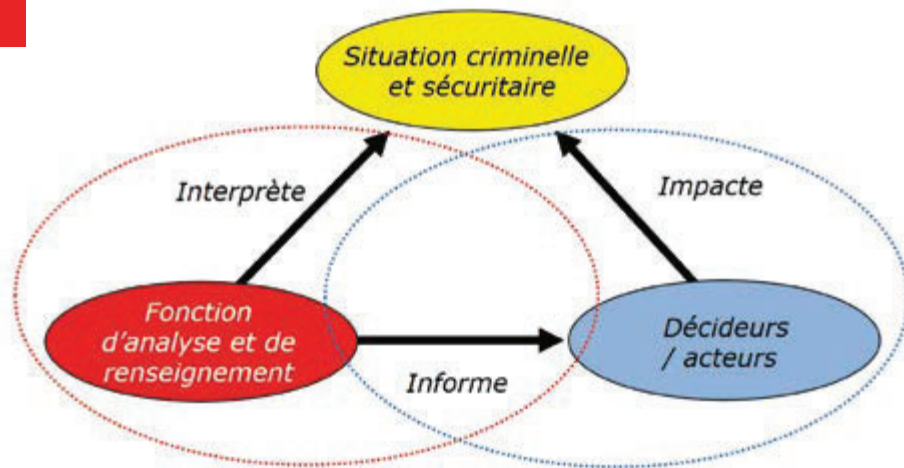 Situation criminelle
et sécuritaire
Interprète
Impacte
Fonction
d'analyse et de
renseignement
Informe
Décideurs
/ acteurs